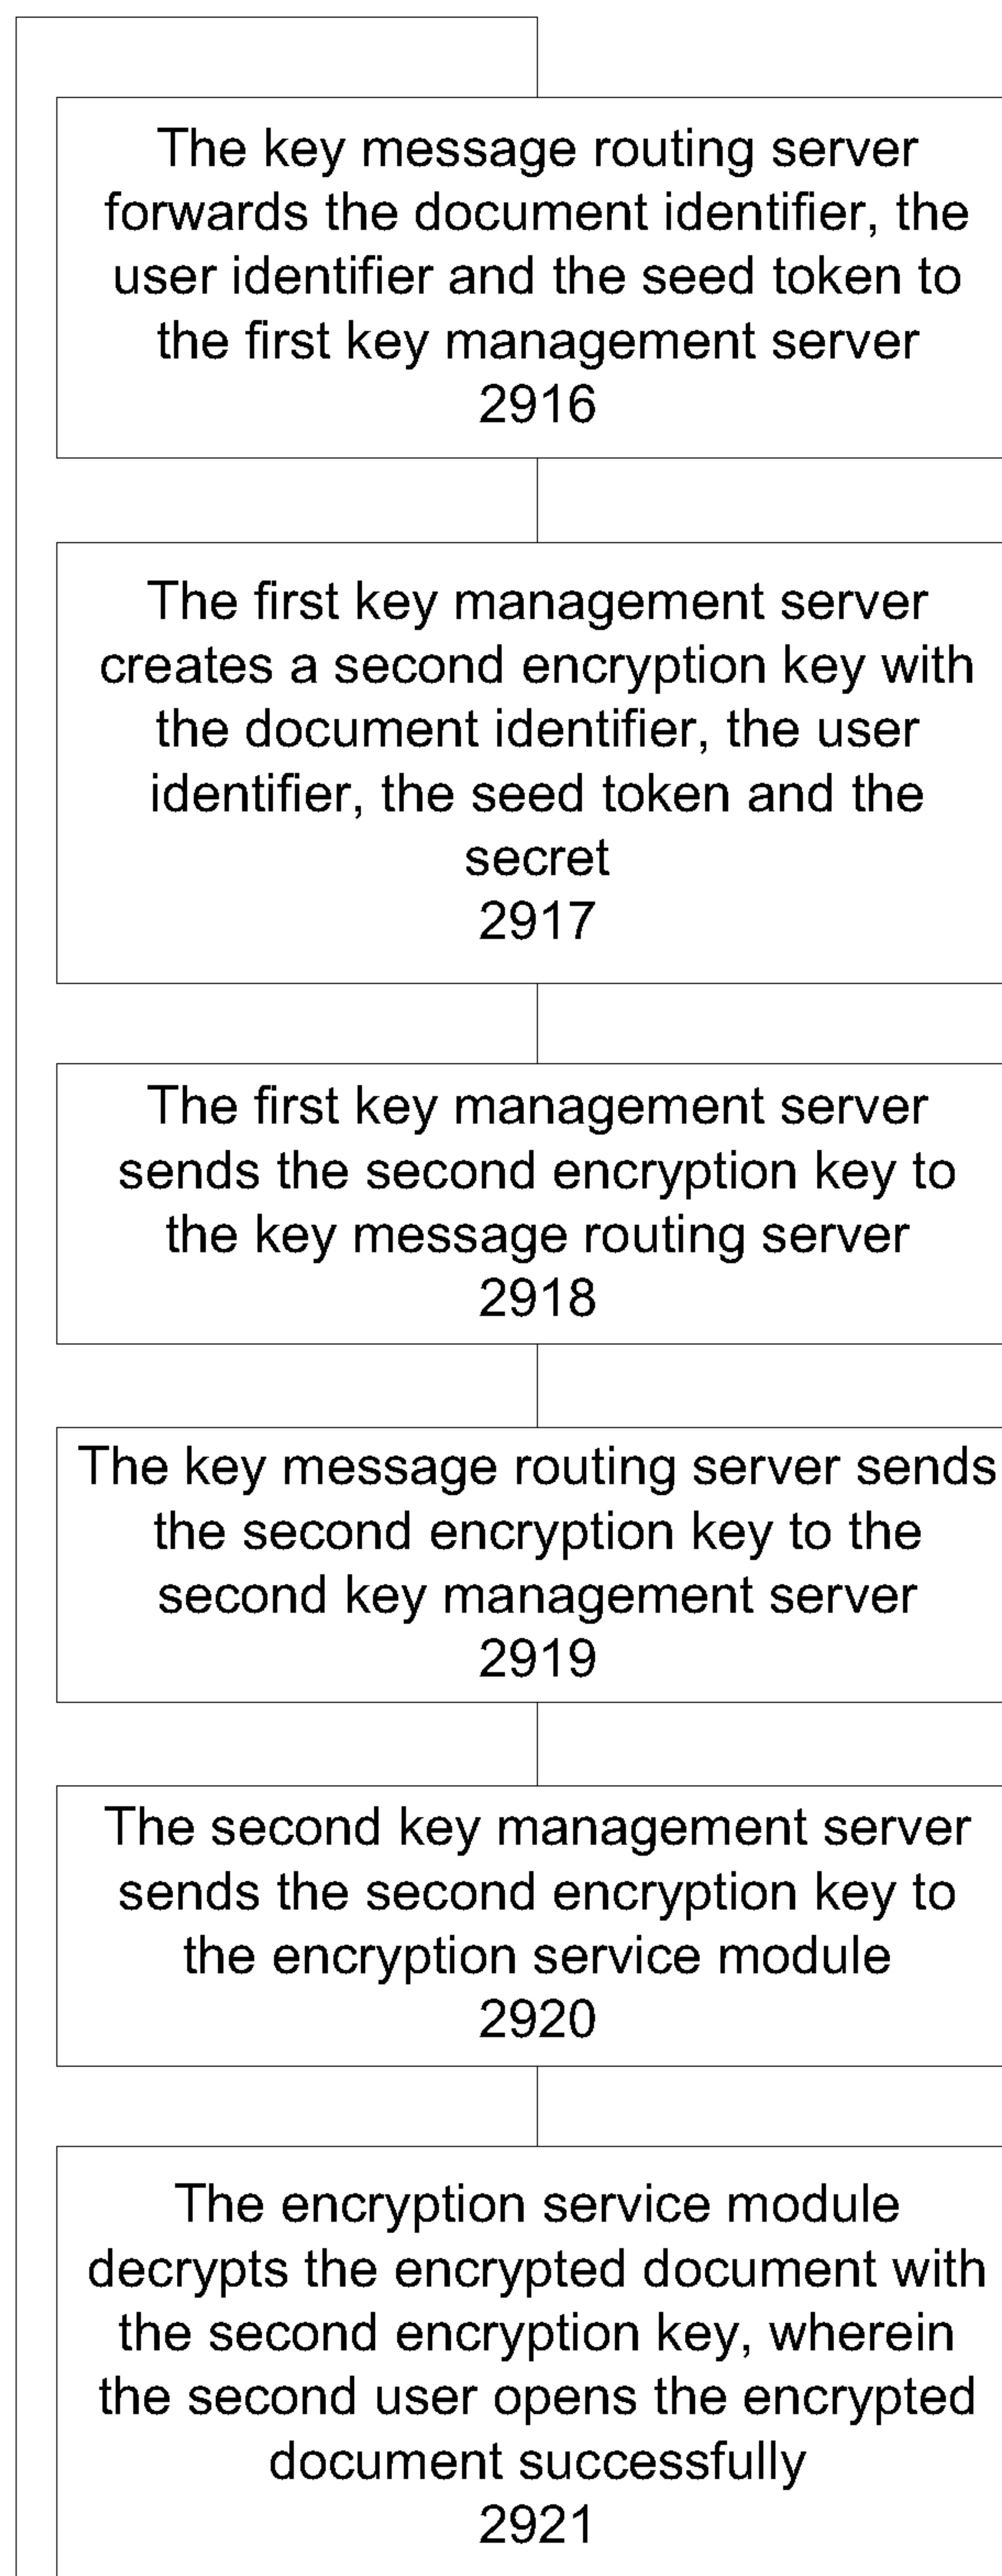 The key message routing server
forwards the document identifier, the
user identifier and the seed token to
the first key management server
2916
The first key management server
creates a second encryption key with
the document identifier, the user
identifier, the seed token and the
secret
2917
The first key management server
sends the second encryption key to
the key message routing server
2918
The key message routing server sends
the second encryption key to the
second key management server
2919
The second key management server
sends the second encryption key to
the encryption service module
2920
The encryption service module
decrypts the encrypted document with
the second encryption key, wherein
the second user opens the encrypted
document successfully
2921